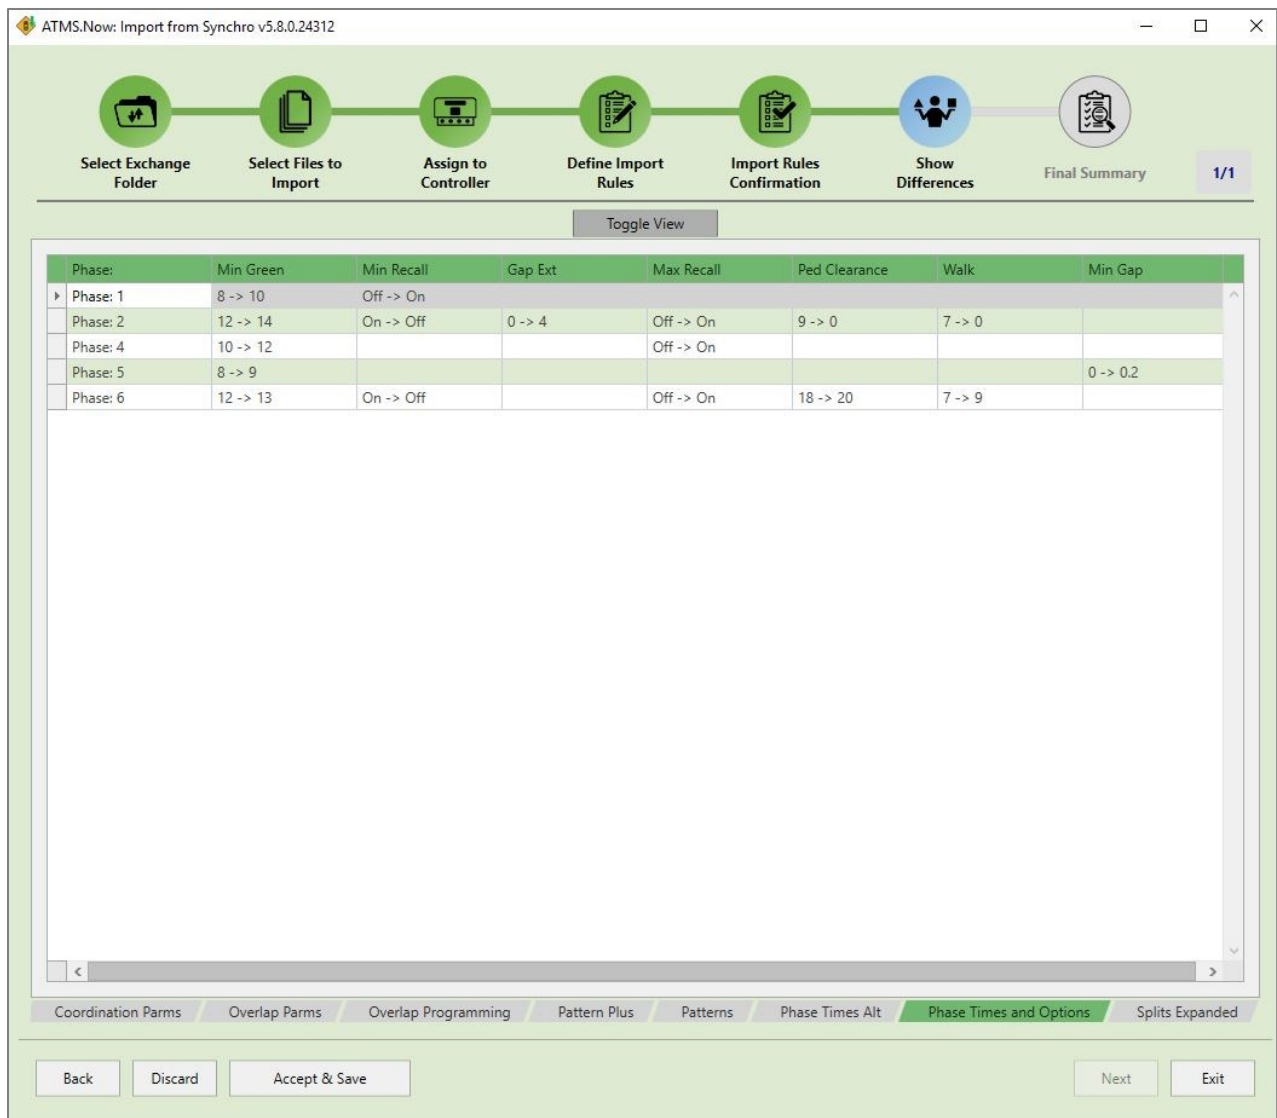 ATMS.Now: Import from Synchro v5.8.0.24312
Select Exchange Folder
Select Files to Import
Assign to Controller
Define Import Rules
Import Rules Confirmation
Show Differences
Final Summary
1/1
Toggle View
Phase: Min Green Min Recall Gap Ext Max Recall Ped Clearance Walk Min Gap
Phase: 1 8 -> 10 Off -> On
Phase: 2 12 -> 14 On -> Off 0 -> 4 Off -> On 9 -> 0 7 -> 0
Phase: 4 10 -> 12 Off -> On
Phase: 5 8 -> 9 0 -> 0.2
Phase: 6 12 -> 13 On -> Off Off -> On 18 -> 20 7 -> 9
Coordination Parms Overlap Parms Overlap Programming Pattern Plus Patterns Phase Times Alt Phase Times and Options Splits Expanded
Back Discard Accept & Save Next Exit